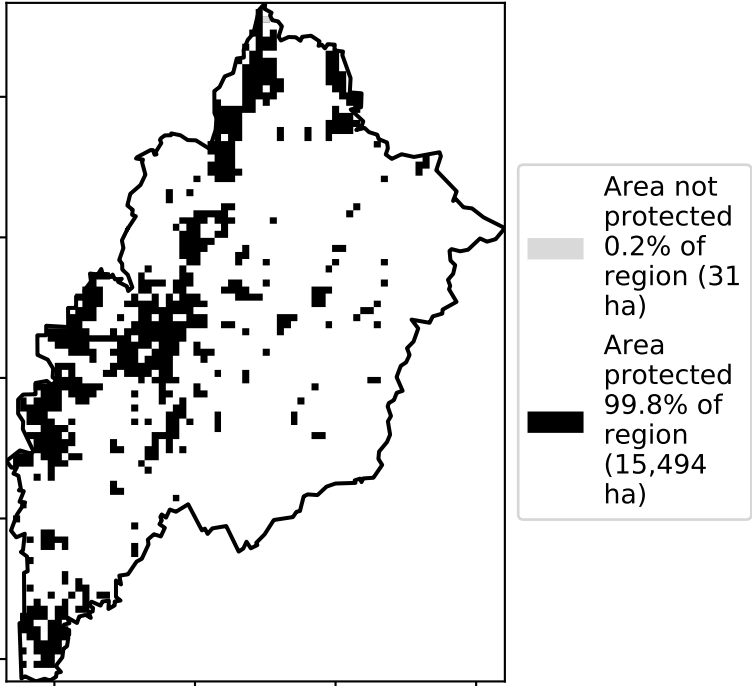 Area not
protected
0.2% of
region (31
ha)
Area
protected
99.8% of
region
(15,494
ha)